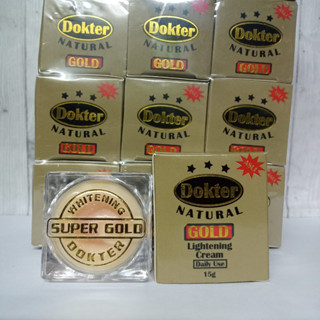 Dokter
NATURAL
GOLD
Dokter
NATURAL
GOLD
Dokter
NATURAL
GOLD
Dokter
NATURAL
GOLD
Dokter
NATURAL
Dokter
NATURAL
WHITENING
SUPER GOLD
DOKTER
Dokter
NATURAL
GOLD
Lightening
Cream
Daily Use
15g